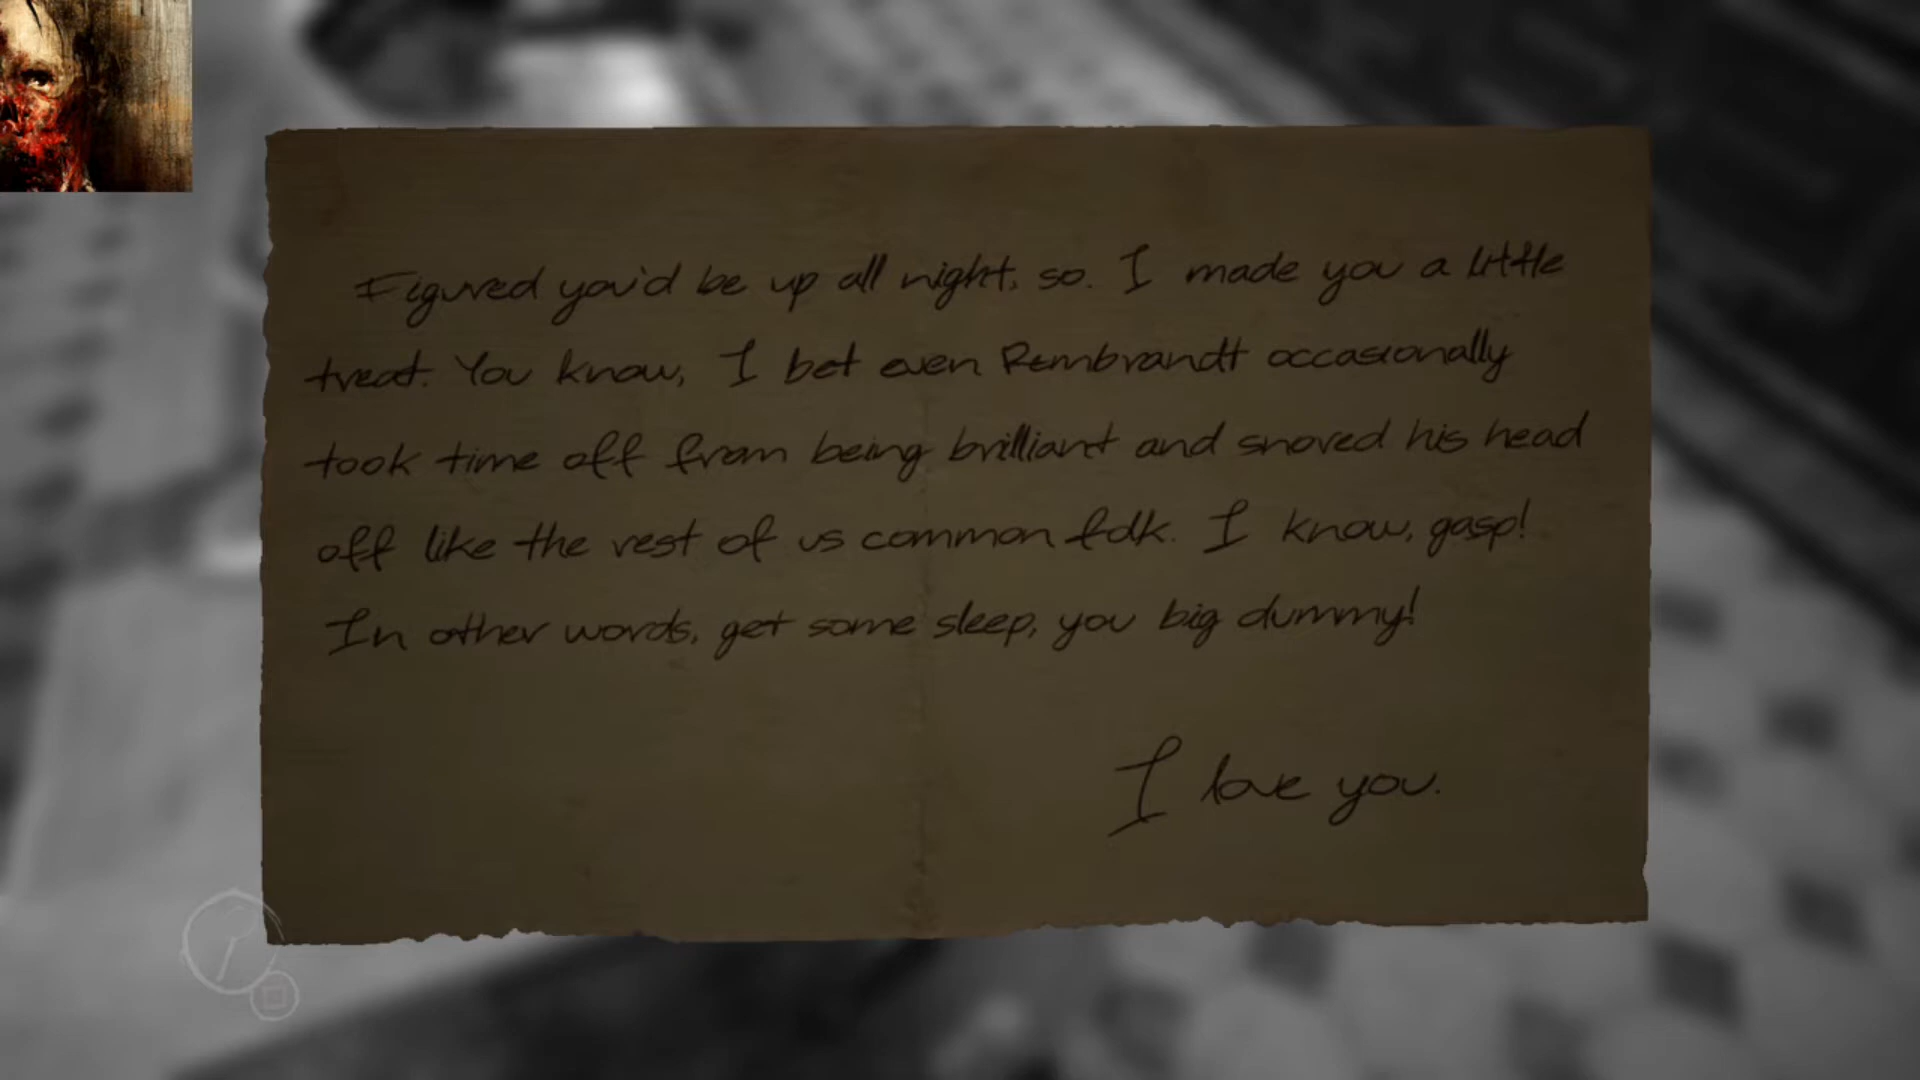 Figured you'd be up all night, so. I made you a little
treat. You know, I bet even Rembrandt occasionally
took time off from being brilliant and snored his head
off like the rest of us common folk. I know, gasp!
In other words, get some sleep, you big dummy!
I love you.